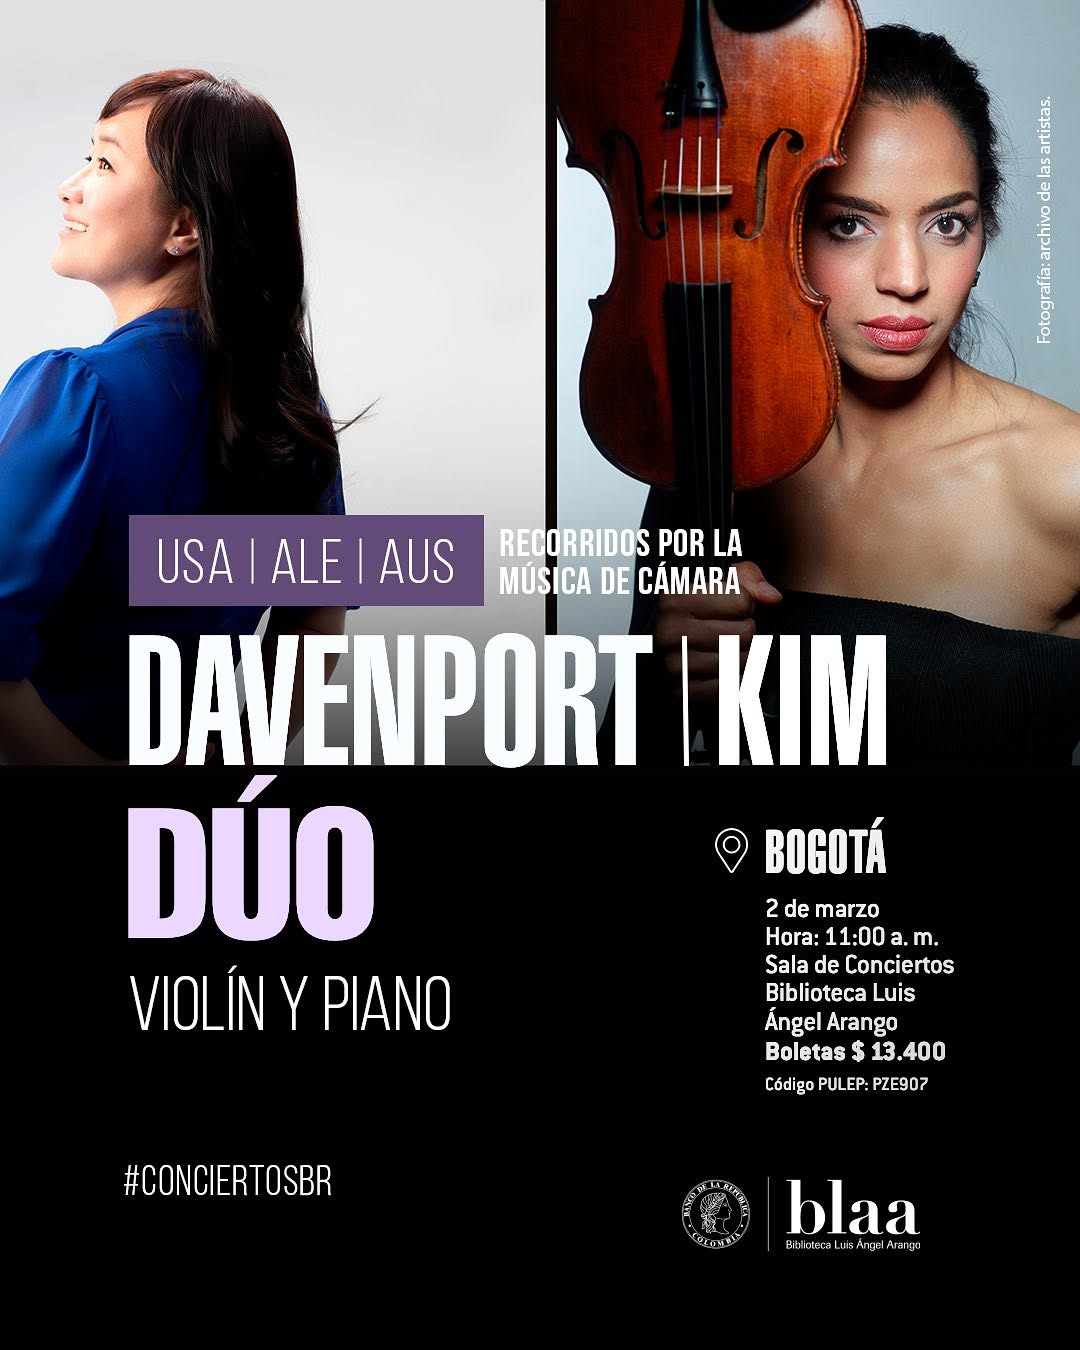 Fotografía: archivo de las artistas.
USA | ALE | AUS
RECORRIDOS POR LA
MÚSICA DE CÁMARA
DAVENPORT | KIM
DÚO
VIOLÍN Y PIANO
BOGOTÁ
2 de marzo
Hora: 11:00 a. m.
Sala de Conciertos
Biblioteca Luis
Ángel Arango
Boletas $ 13.400
Código PULEP: PZE907
#CONCIERTOSBR
BANCO DE LA REPÚBLICA
COLOMBIA
blaa
Biblioteca Luis Ángel Arango